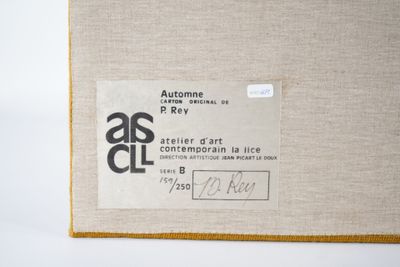 Automne
CARTON ORIGINAL DE
P. Rey
as
CLL
atelier d'art
contemporain la lice
DIRECTION ARTISTIQUE JEAN PICART LE DOUX
SERIE B
159/250